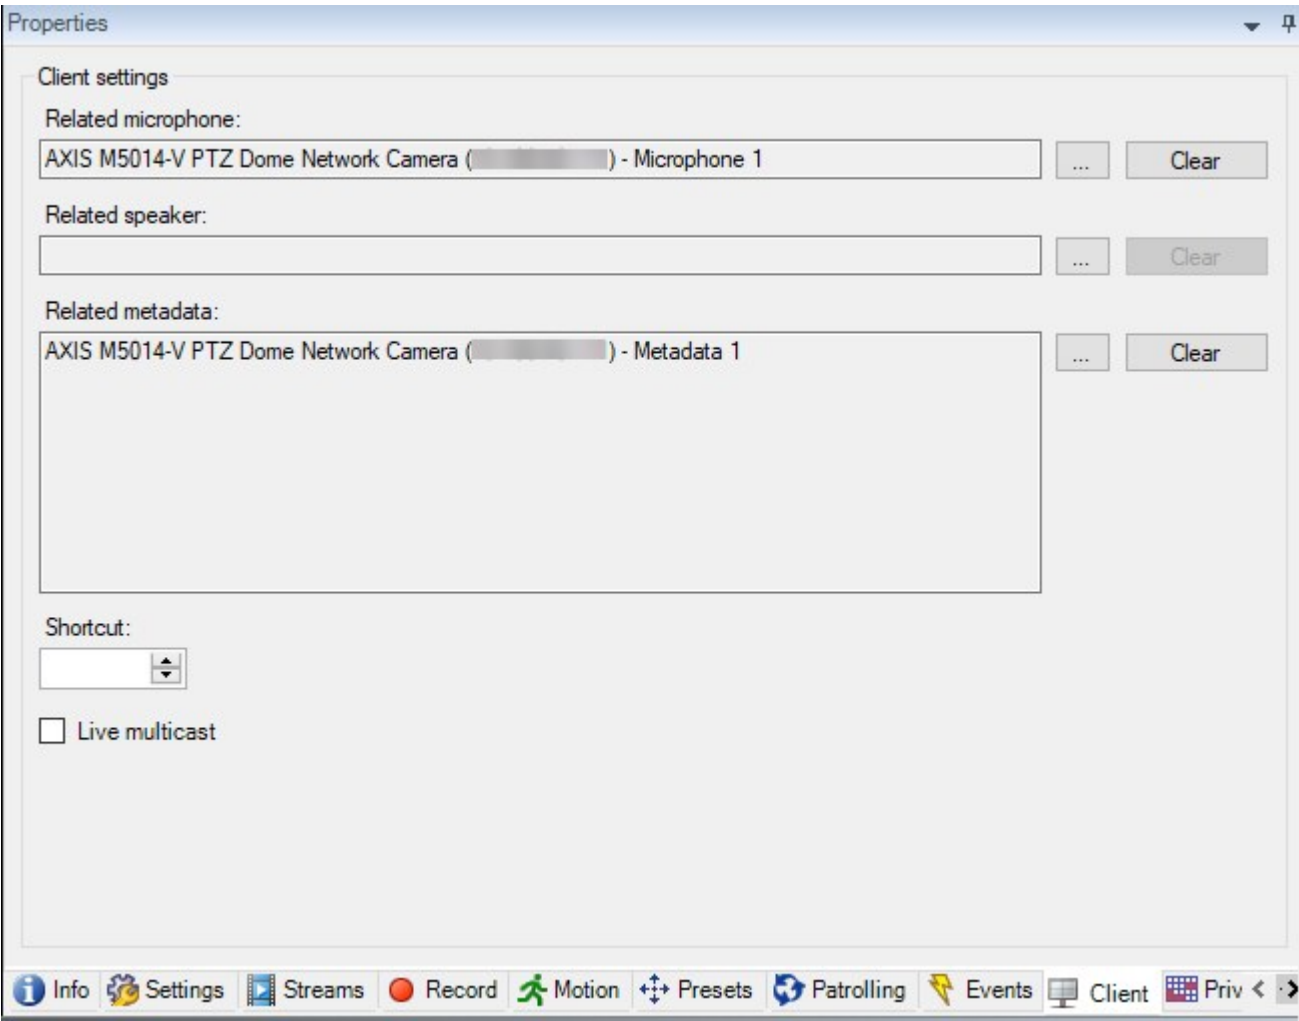 Properties
Client settings
Related microphone:
AXIS M5014-V PTZ Dome Network Camera ( ) - Microphone 1
... Clear
Related speaker:
... Clear
Related metadata:
AXIS M5014-V PTZ Dome Network Camera ( ) - Metadata 1
... Clear
Shortcut:
Live multicast
Info Settings Streams Record Motion Presets Patrolling Events Client Priv